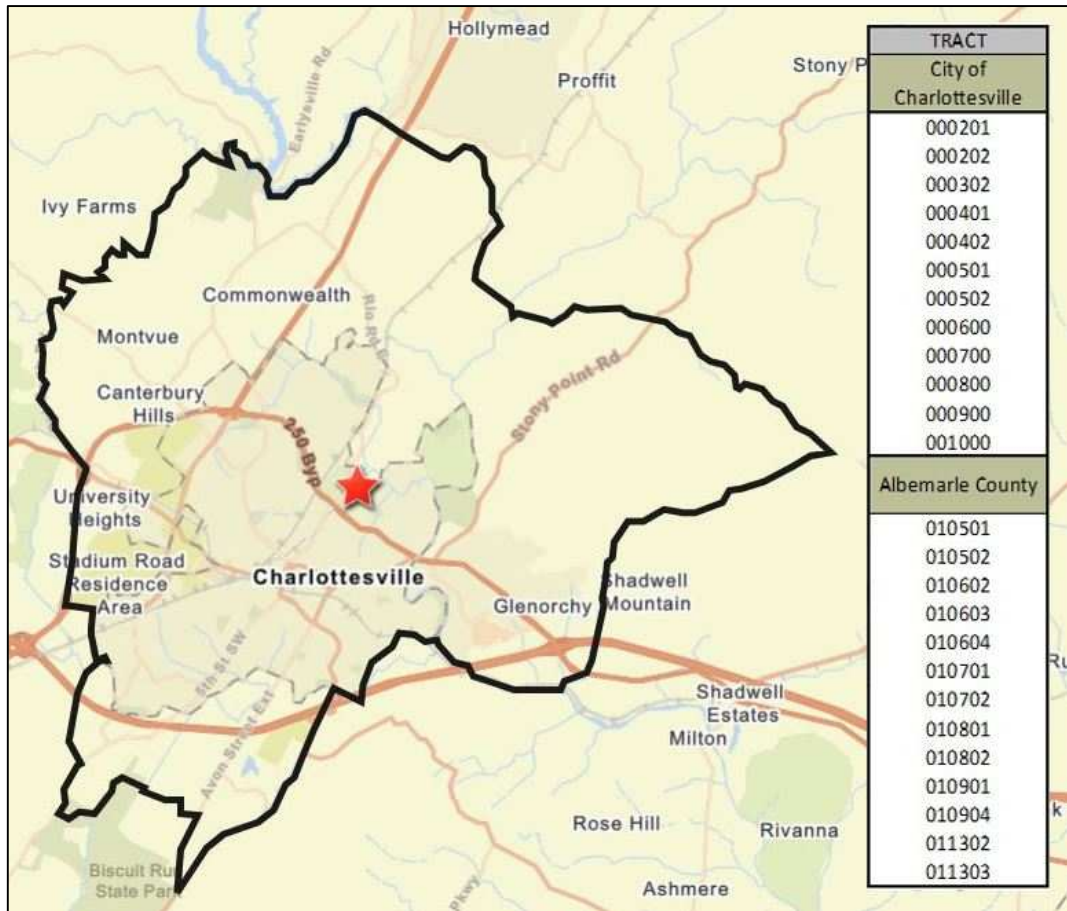 Hollymead
Proffit
Stony P
Earlysville Rd
Ivy Farms
Commonwealth
Rio Rd E
Montvue
Canterbury
Hills
250 Byp
Stony Point Rd
University
Heights
Stadium Road
Residence
Area
Charlottesville
Shadwell
Mountain
Glenorchy
5th St SW
Avon Street Ext
Shadwell
Estates
Milton
Ru
Rose Hill
Rivanna
k
Biscuit Run
State Park
Pkwy
Ashmere
TRACT
City of
Charlottesville
000201
000202
000302
000401
000402
000501
000502
000600
000700
000800
000900
001000
Albemarle County
010501
010502
010602
010603
010604
010701
010702
010801
010802
010901
010904
011302
011303